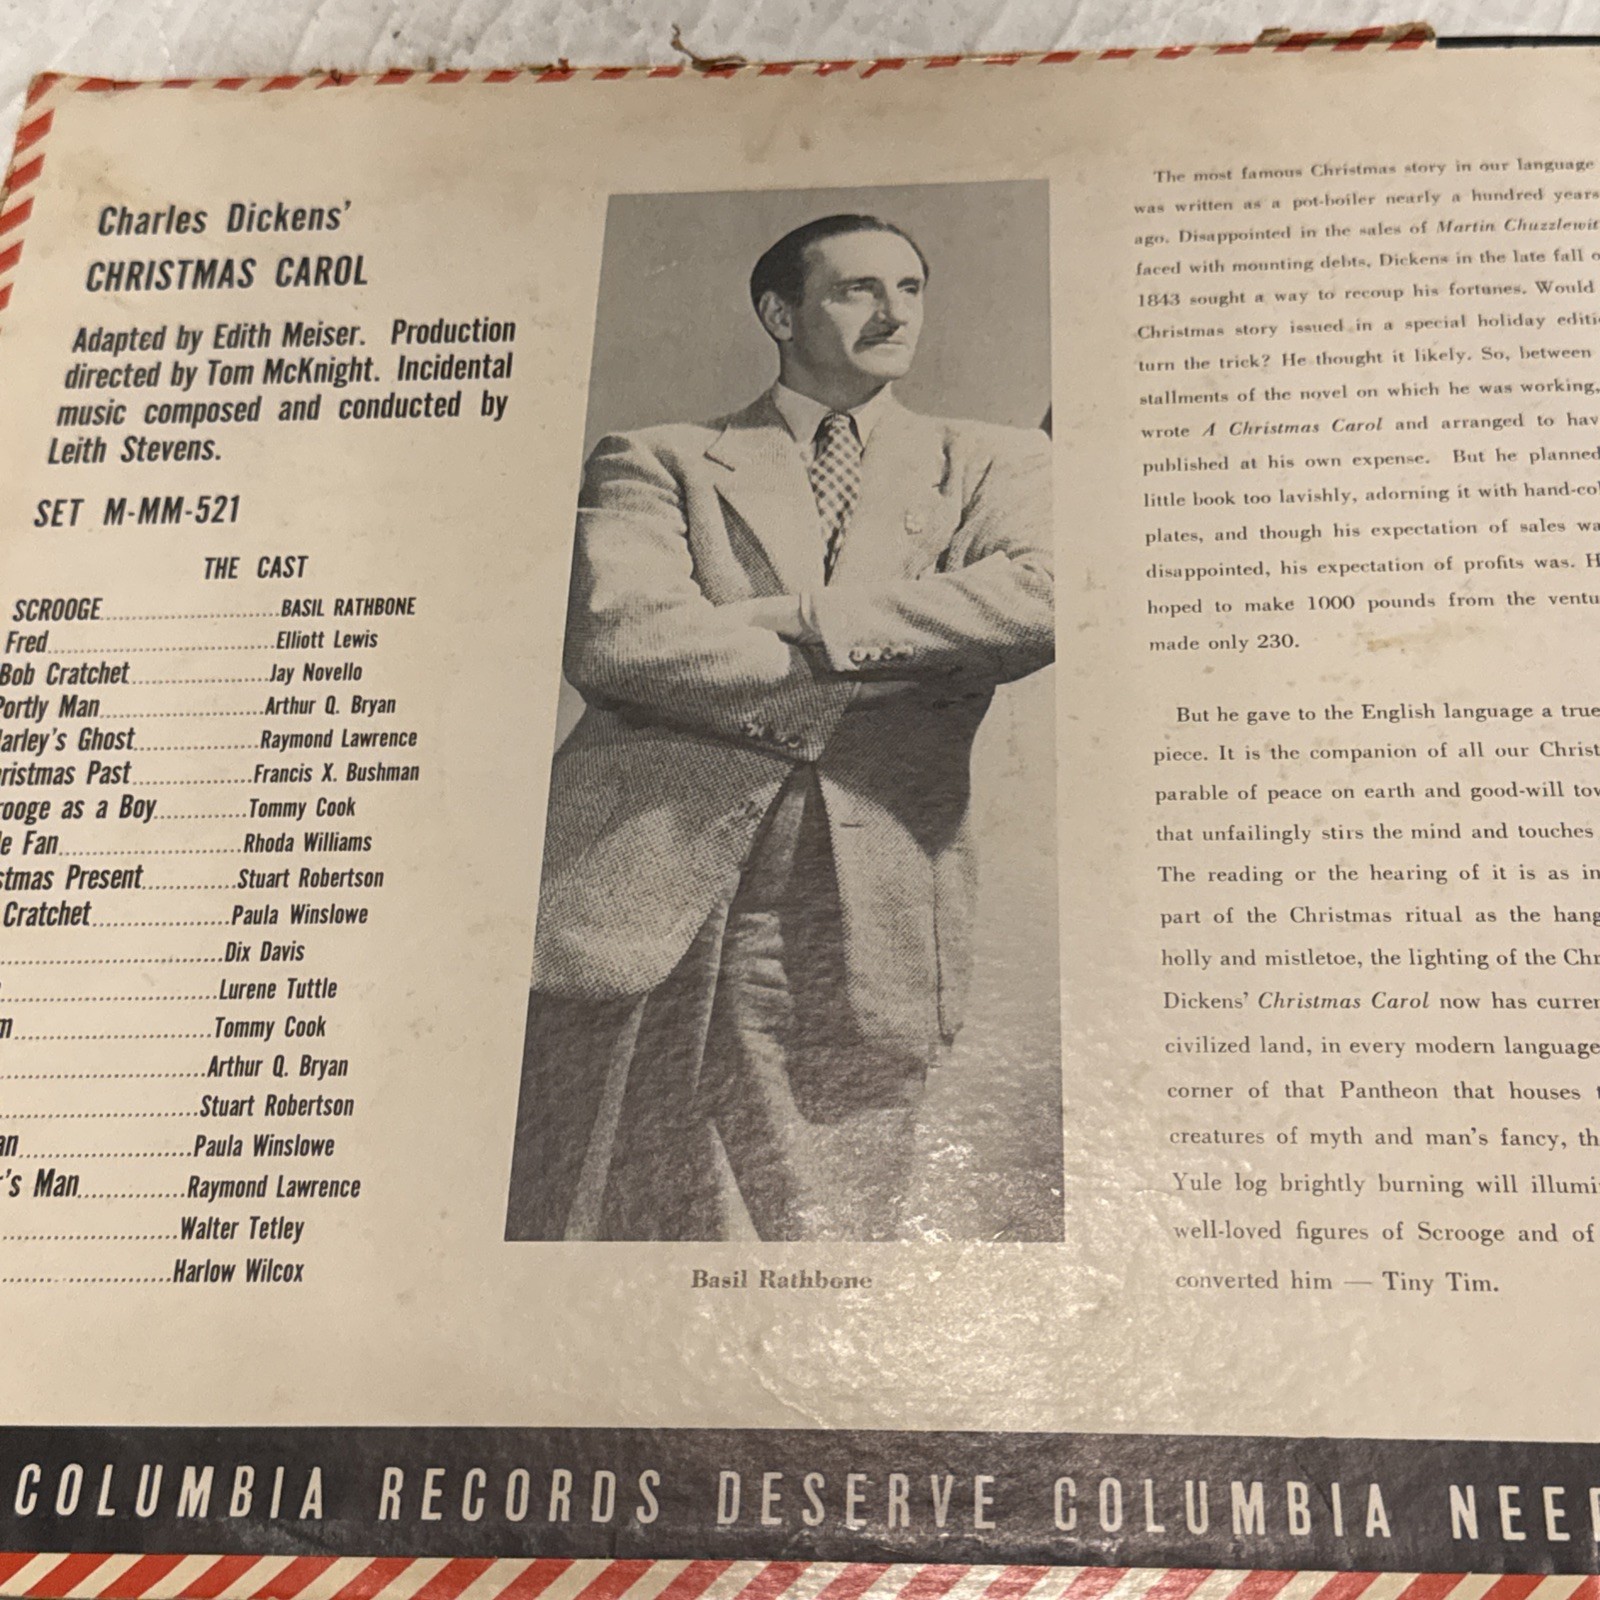 Charles Dickens'
CHRISTMAS CAROL
Adapted by Edith Meiser. Production
directed by Tom McKnight. Incidental
music composed and conducted by
Leith Stevens.
SET M-MM-521
THE CAST
SCROOGE..........BASIL RATHBONE
Fred..........Elliott Lewis
Bob Cratchet..........Jay Novello
Portly Man..........Arthur Q. Bryan
arley's Ghost..........Raymond Lawrence
ristmas Past..........Francis X. Bushman
rooge as a Boy..........Tommy Cook
e Fan..........Rhoda Williams
stmas Present..........Stuart Robertson
Cratchet..........Paula Winslowe
..........Dix Davis
..........Lurene Tuttle
m..........Tommy Cook
..........Arthur Q. Bryan
..........Stuart Robertson
an..........Paula Winslowe
r's Man..........Raymond Lawrence
..........Walter Tetley
..........Harlow Wilcox
Basil Rathbone
The most famous Christmas story in our language
was written as a pot-boiler nearly a hundred years
ago. Disappointed in the sales of Martin Chuzzlewit
faced with mounting debts, Dickens in the late fall o
1843 sought a way to recoup his fortunes. Would
Christmas story issued in a special holiday editi
turn the trick? He thought it likely. So, between
stallments of the novel on which he was working,
wrote A Christmas Carol and arranged to hav
published at his own expense. But he planned
little book too lavishly, adorning it with hand-col
plates, and though his expectation of sales wa
disappointed, his expectation of profits was. H
hoped to make 1000 pounds from the ventu
made only 230.
But he gave to the English language a true
piece. It is the companion of all our Christ
parable of peace on earth and good-will tow
that unfailingly stirs the mind and touches
The reading or the hearing of it is as in
part of the Christmas ritual as the hang
holly and mistletoe, the lighting of the Chr
Dickens' Christmas Carol now has curren
civilized land, in every modern language
corner of that Pantheon that houses t
creatures of myth and man's fancy, th
Yule log brightly burning will illumi
well-loved figures of Scrooge and of
converted him — Tiny Tim.
COLUMBIA RECORDS DESERVE COLUMBIA NEED